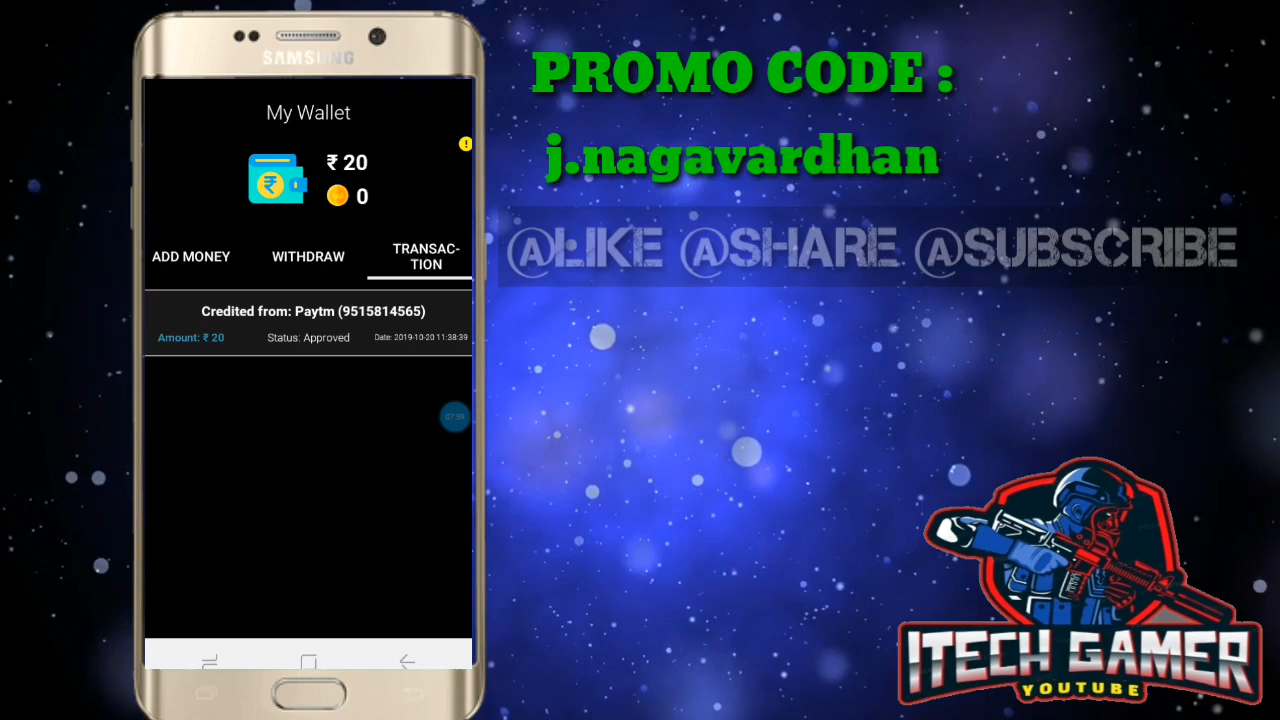 SAMSUNG
My Wallet
₹ 20
0
ADD MONEY
WITHDRAW
TRANSAC-
TION
Credited from: Paytm (9515814565)
Amount: ₹ 20
Status: Approved
Date: 2019-10-20 11:38:39
PROMO CODE :
j.nagavardhan
@LIKE @SHARE @SUBSCRIBE
ITECH GAMER
YOUTUBE